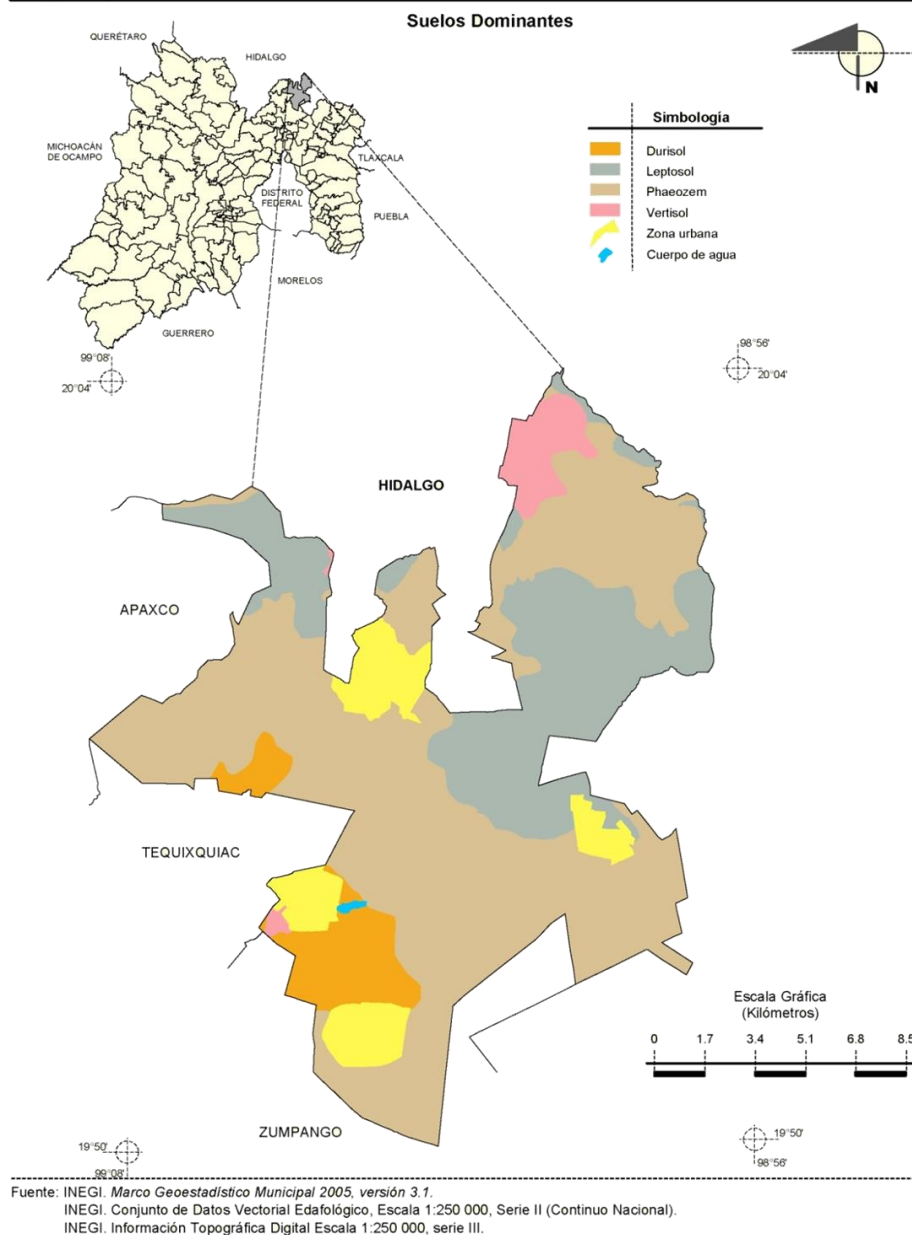 Suelos Dominantes
QUERÉTARO
HIDALGO
MICHOACÁN
DE OCAMPO
TLAXCALA
DISTRITO
FEDERAL
PUEBLA
MORELOS
GUERRERO
N
Simbología
Durisol
Leptosol
Phaeozem
Vertisol
Zona urbana
Cuerpo de agua
99°08'
20°04'
98°56'
20°04'
HIDALGO
APAXCO
TEQUIXQUIAC
ZUMPANGO
Escala Gráfica
(Kilómetros)
0 1.7 3.4 5.1 6.8 8.5
19°50'
99°08'
19°50'
98°56'
Fuente: INEGI. Marco Geoestadístico Municipal 2005, versión 3.1.
INEGI. Conjunto de Datos Vectorial Edafológico, Escala 1:250 000, Serie II (Continuo Nacional).
INEGI. Información Topográfica Digital Escala 1:250 000, serie III.